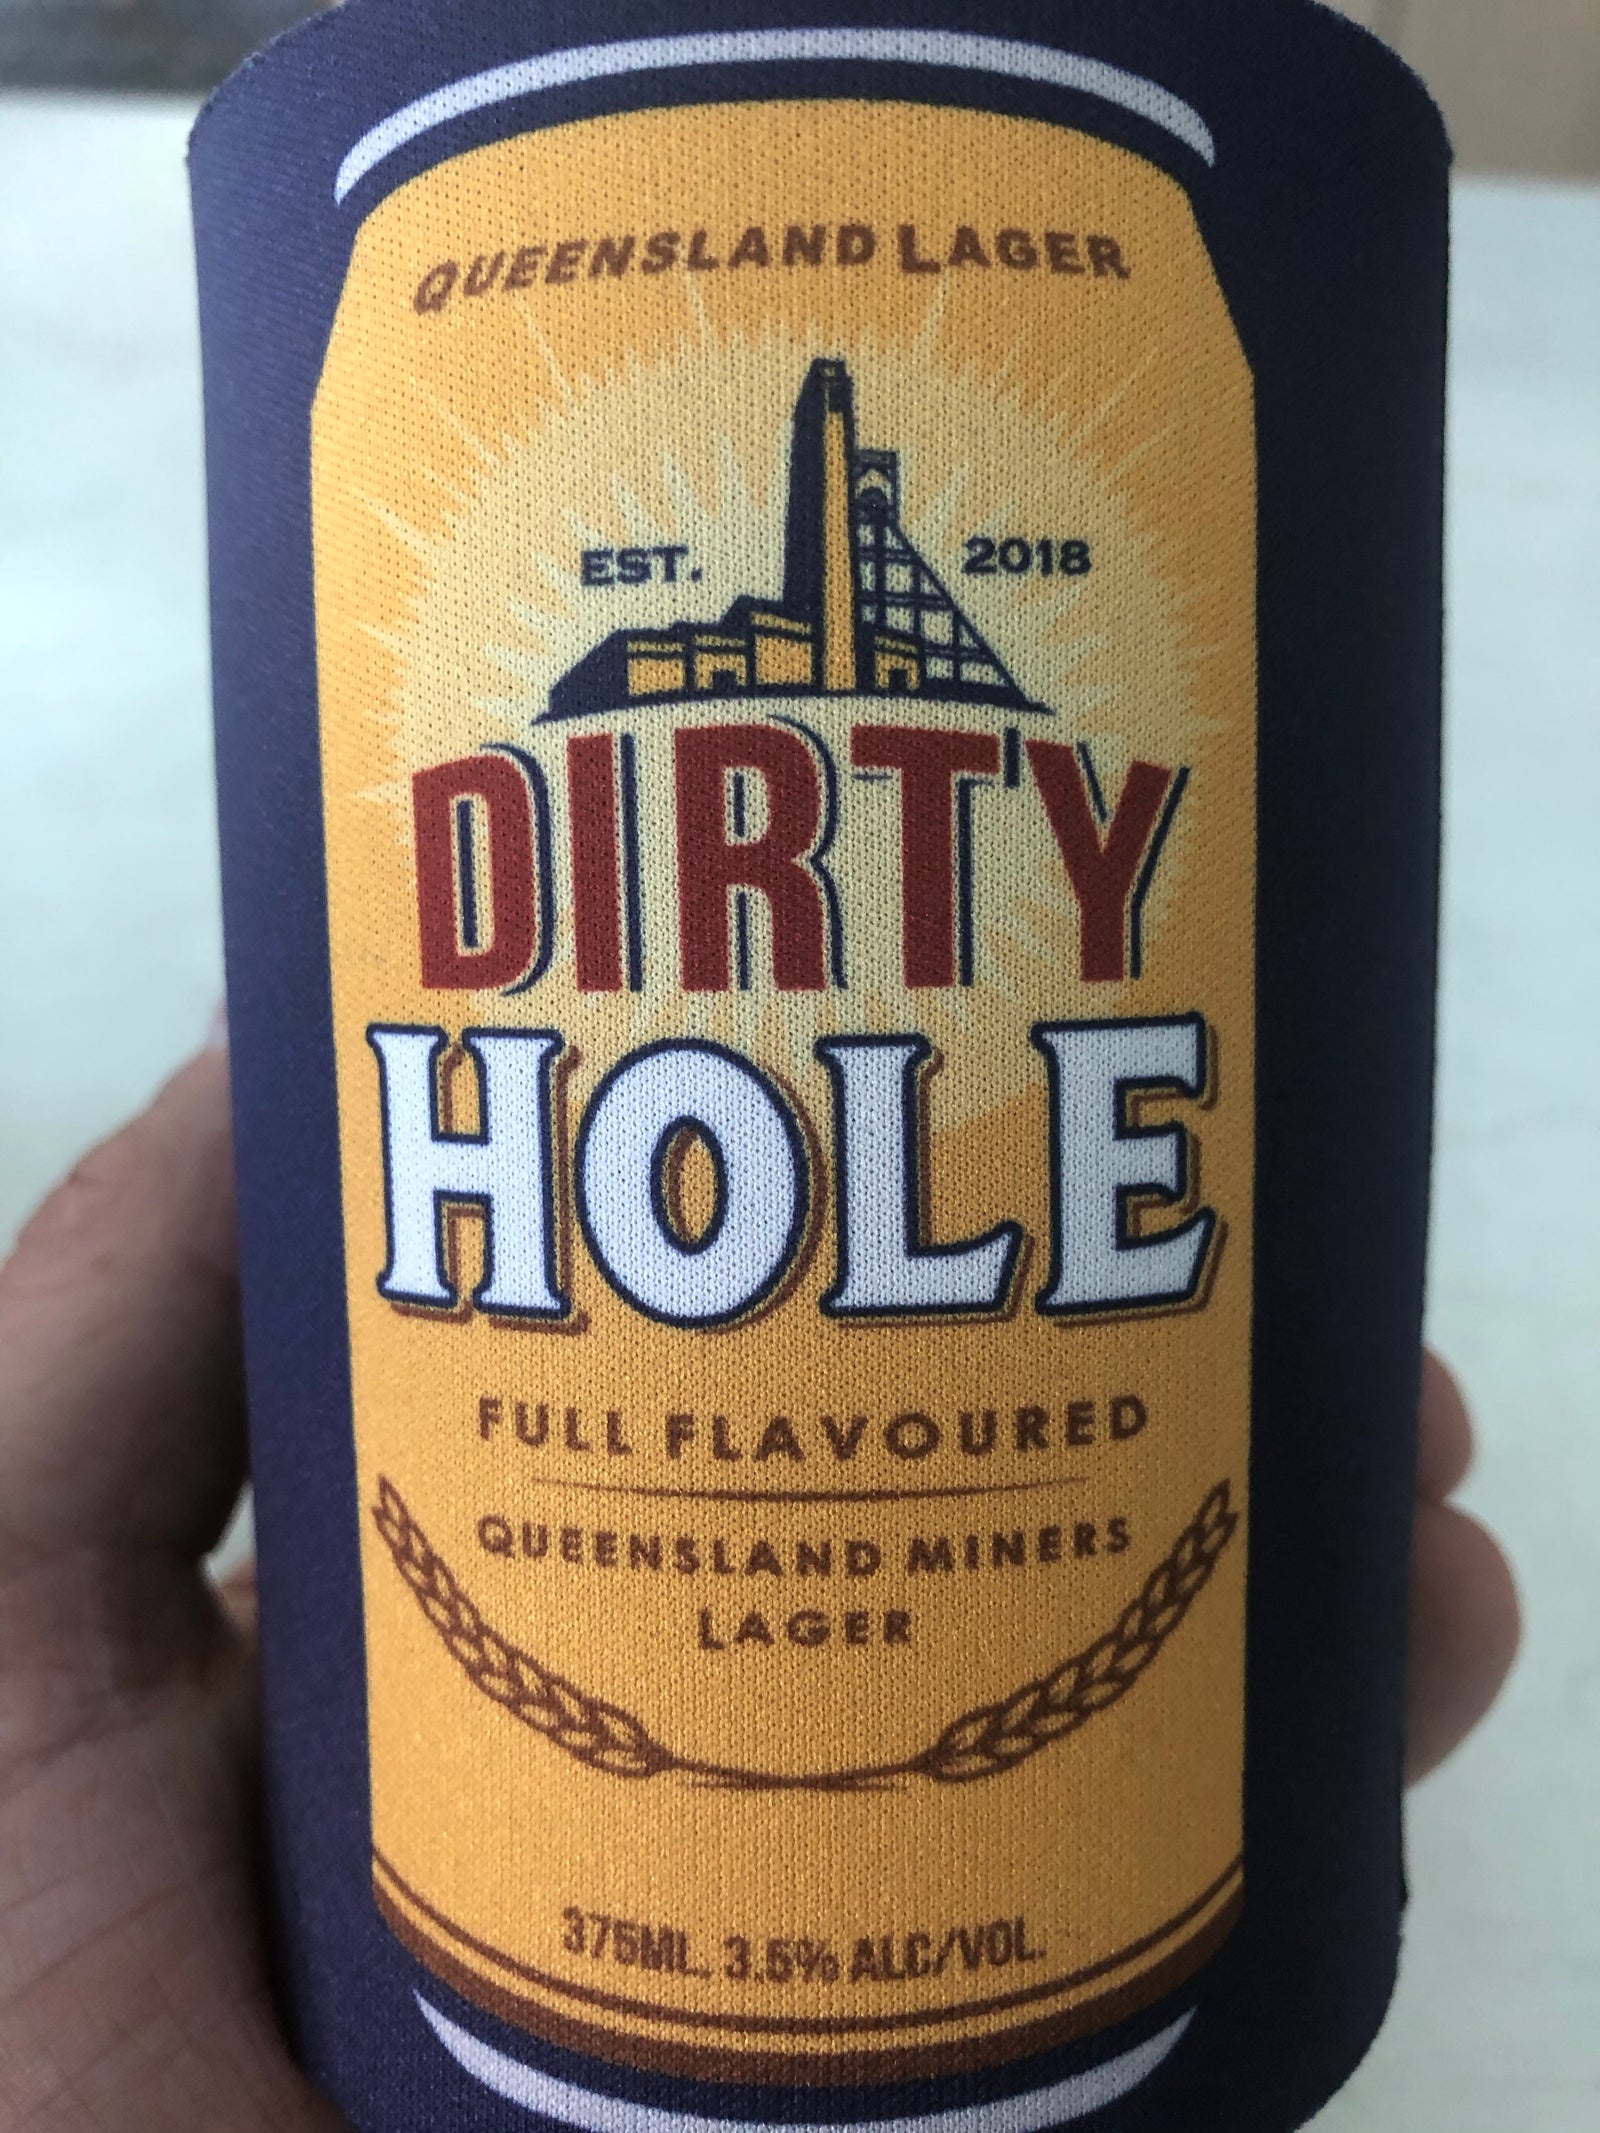 QUEENSLAND LAGER
EST. 2018
DIRTY
HOLE
FULL FLAVOURED
QUEENSLAND MINERS
LAGER
375ML. 3.5% ALC/VOL.